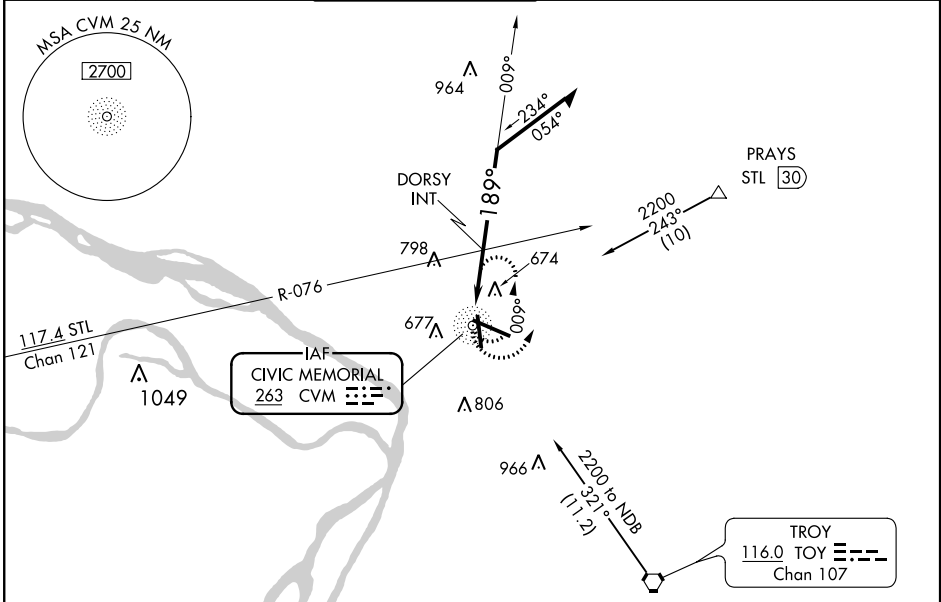 MSA CVM 25 NM
2700
964
009°
234°
054°
189°
DORSY
INT
PRAYS
STL 30
2200
243°
(10)
798
674
R-076
009°
677
117.4 STL
Chan 121
1049
IAF
CIVIC MEMORIAL
263 CVM
806
966
2200 to NDB
321°
(11.2)
TROY
116.0 TOY
Chan 107